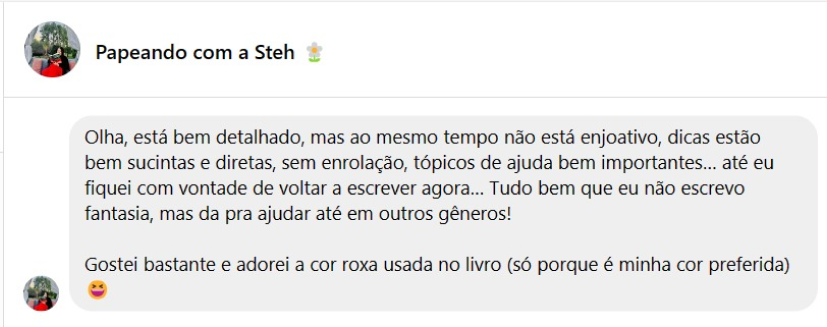 Papeando com a Steh 🌼
Olha, está bem detalhado, mas ao mesmo tempo não está enjoativo, dicas estão
bem sucintas e diretas, sem enrolação, tópicos de ajuda bem importantes... até eu
fiquei com vontade de voltar a escrever agora... Tudo bem que eu não escrevo
fantasia, mas da pra ajudar até em outros gêneros!
Gostei bastante e adorei a cor roxa usada no livro (só porque é minha cor preferida)
😆